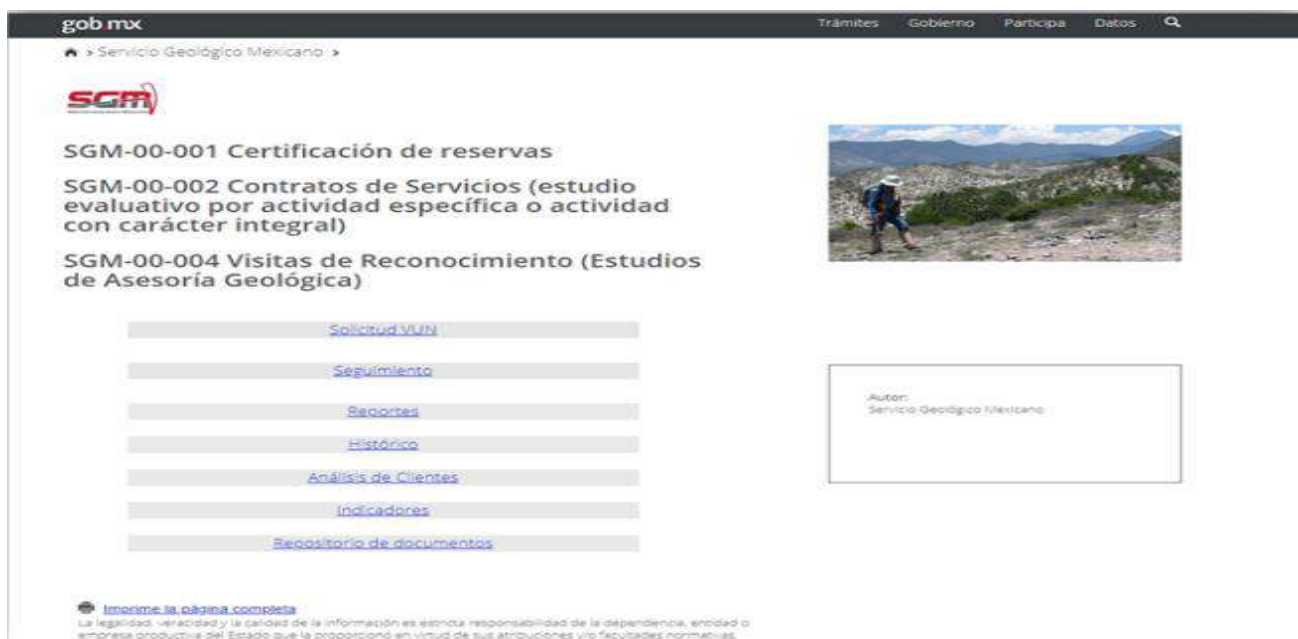 gob.mx
Trámites Gobierno Participa Datos
> Servicio Geológico Mexicano >
SGM
SGM-00-001 Certificación de reservas
SGM-00-002 Contratos de Servicios (estudio
evaluativo por actividad específica o actividad
con carácter integral)
SGM-00-004 Visitas de Reconocimiento (Estudios
de Asesoría Geológica)
Solicitud VUN
Seguimiento
Reportes
Histórico
Análisis de Clientes
Indicadores
Repositorio de documentos
Autor:
Servicio Geológico Mexicano
Imprime la página completa
La legalidad, veracidad y la calidad de la información es estricta responsabilidad de la dependencia, entidad o
empresa productiva del Estado que la proporcionó en virtud de sus atribuciones y/o facultades normativas.